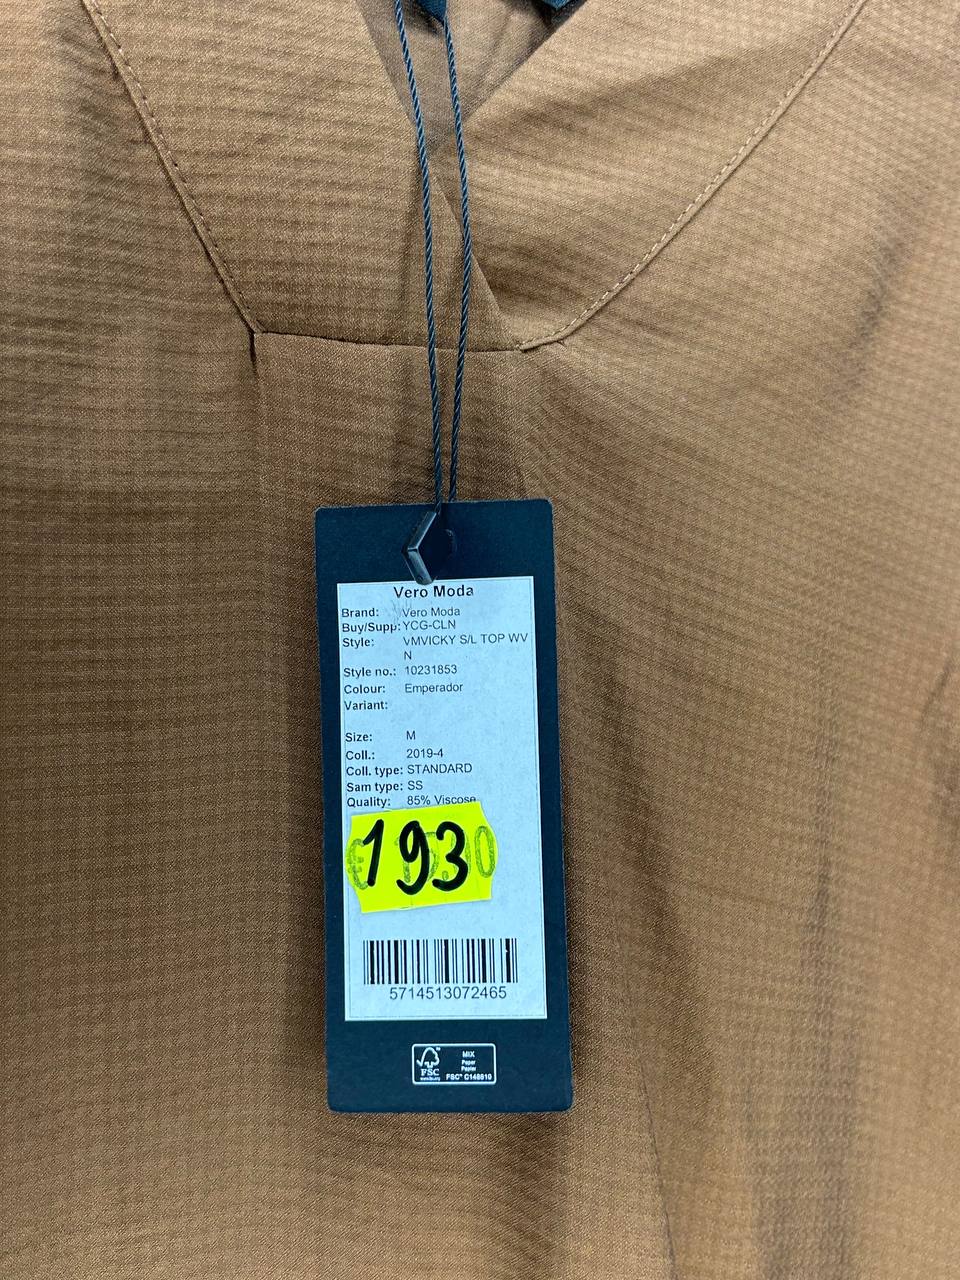 Vero Moda
Brand: Vero Moda
Buy/Supp: YCG-CLN
Style: VMVICKY S/L TOP WV
N
Style no.: 10231853
Colour: Emperador
Variant:
Size: M
Coll.: 2019-4
Coll. type: STANDARD
Sam type: SS
Quality: 85% Viscose
193
5714513072465
FSC
MIX
Paper
Papier
FSC® C148610